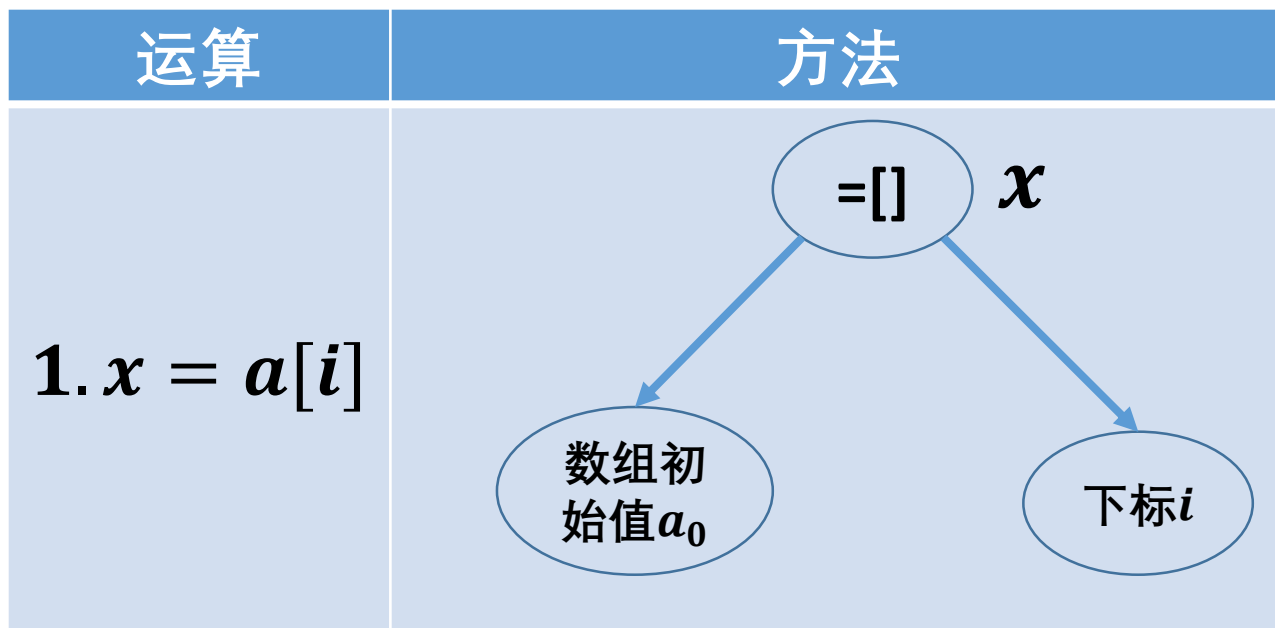 运算
方法
=[]
x
1. x = a[i]
数组初
始值a₀
下标i